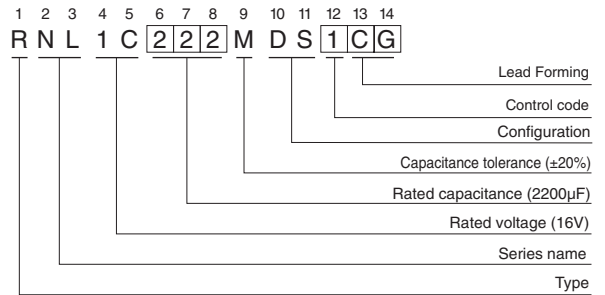 1 2 3 4 5 6 7 8 9 10 11 12 13 14
R N L 1 C 2 2 2 M D S 1 C G
Lead Forming
Control code
Configuration
Capacitance tolerance (±20%)
Rated capacitance (2200µF)
Rated voltage (16V)
Series name
Type